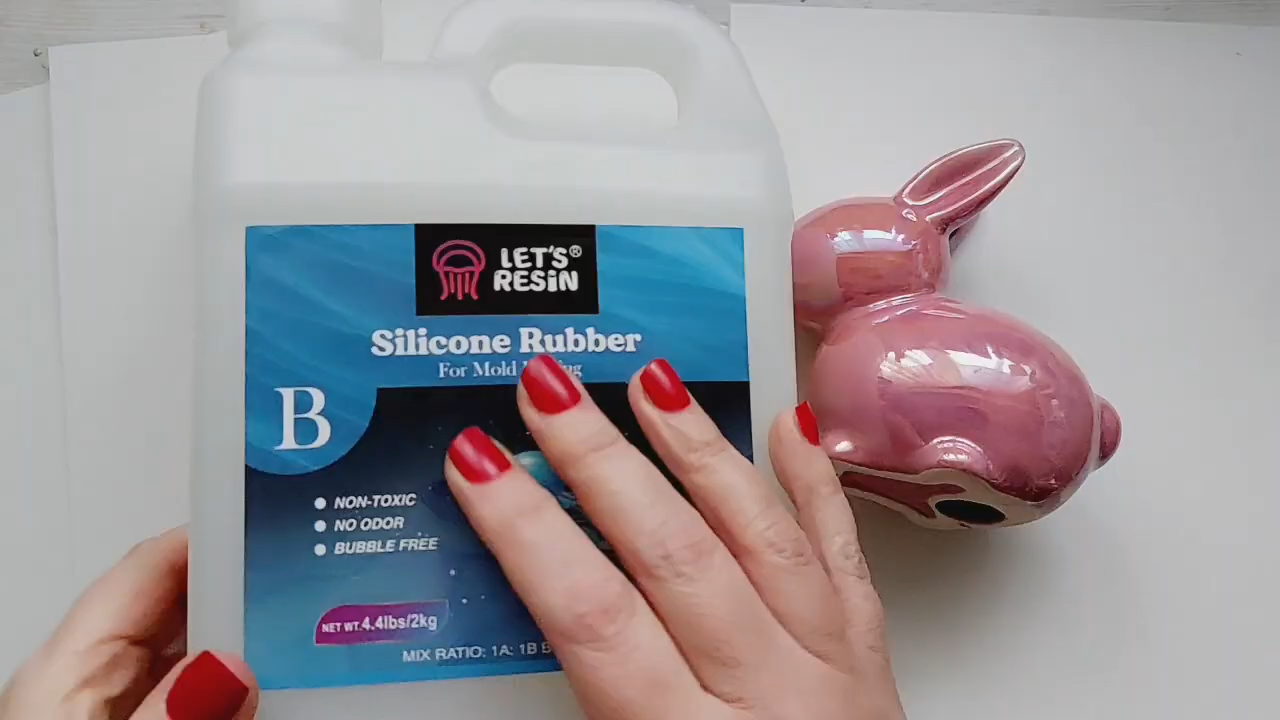 LET'S®
RESIN
Silicone Rubber
For Mold
B
NON-TOXIC
NO ODOR
BUBBLE FREE
NET WT.4.4lbs/2kg
MIX RATIO: 1A: 1B B